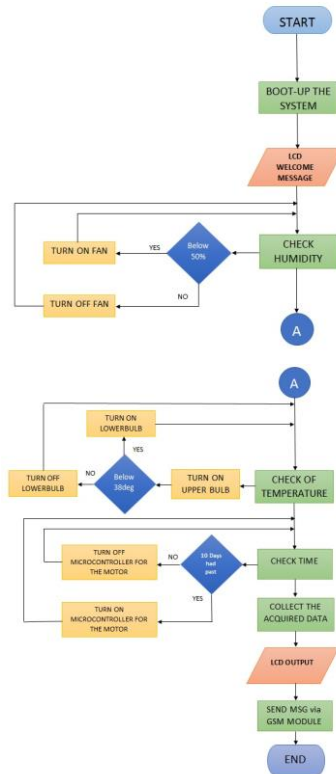 START
BOOT-UP THE
SYSTEM
LCD
WELCOME
MESSAGE
TURN ON FAN
YES
Below
50%
CHECK
HUMIDITY
NO
TURN OFF FAN
A
A
TURN ON
LOWERBULB
YES
TURN OFF
LOWERBULB
NO
Below
38deg
TURN ON
UPPER BULB
CHECK OF
TEMPERATURE
TURN OFF
MICROCONTROLLER FOR
THE MOTOR
NO
10 Days
had
past
CHECK TIME
YES
TURN ON
MICROCONTROLLER FOR
THE MOTOR
COLLECT THE
ACQUIRED DATA
LCD OUTPUT
SEND MSG via
GSM MODULE
END